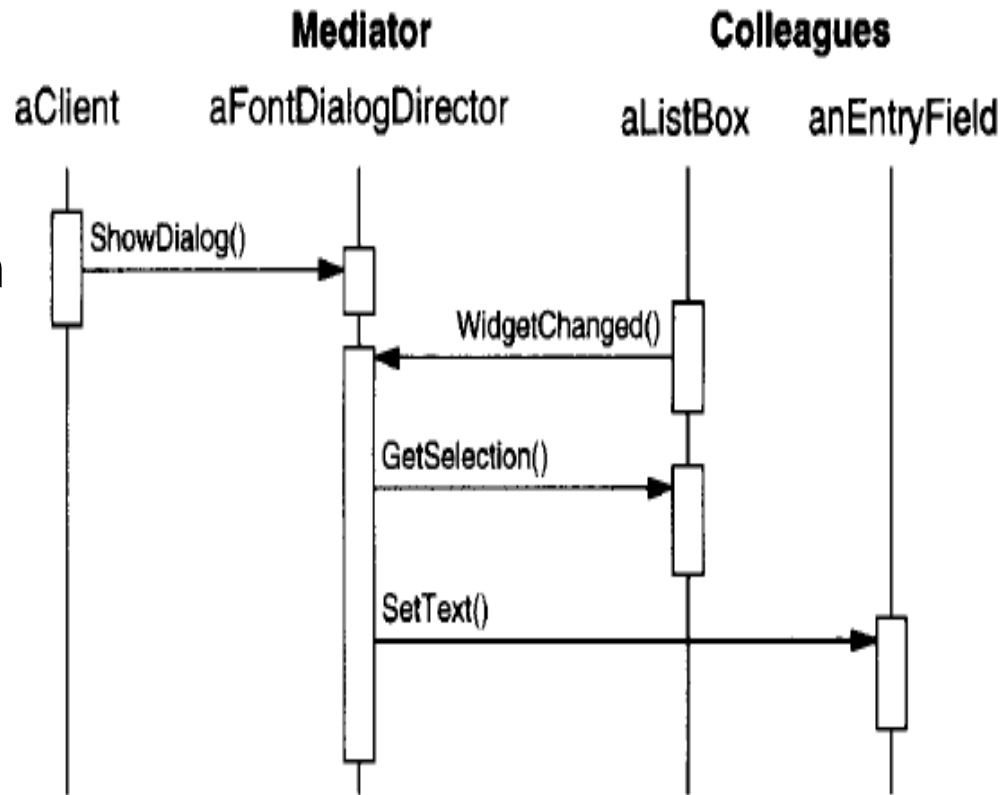 Mediator Colleagues
aClient aFontDialogDirector aListBox anEntryField
ShowDialog()
WidgetChanged()
GetSelection()
SetText()